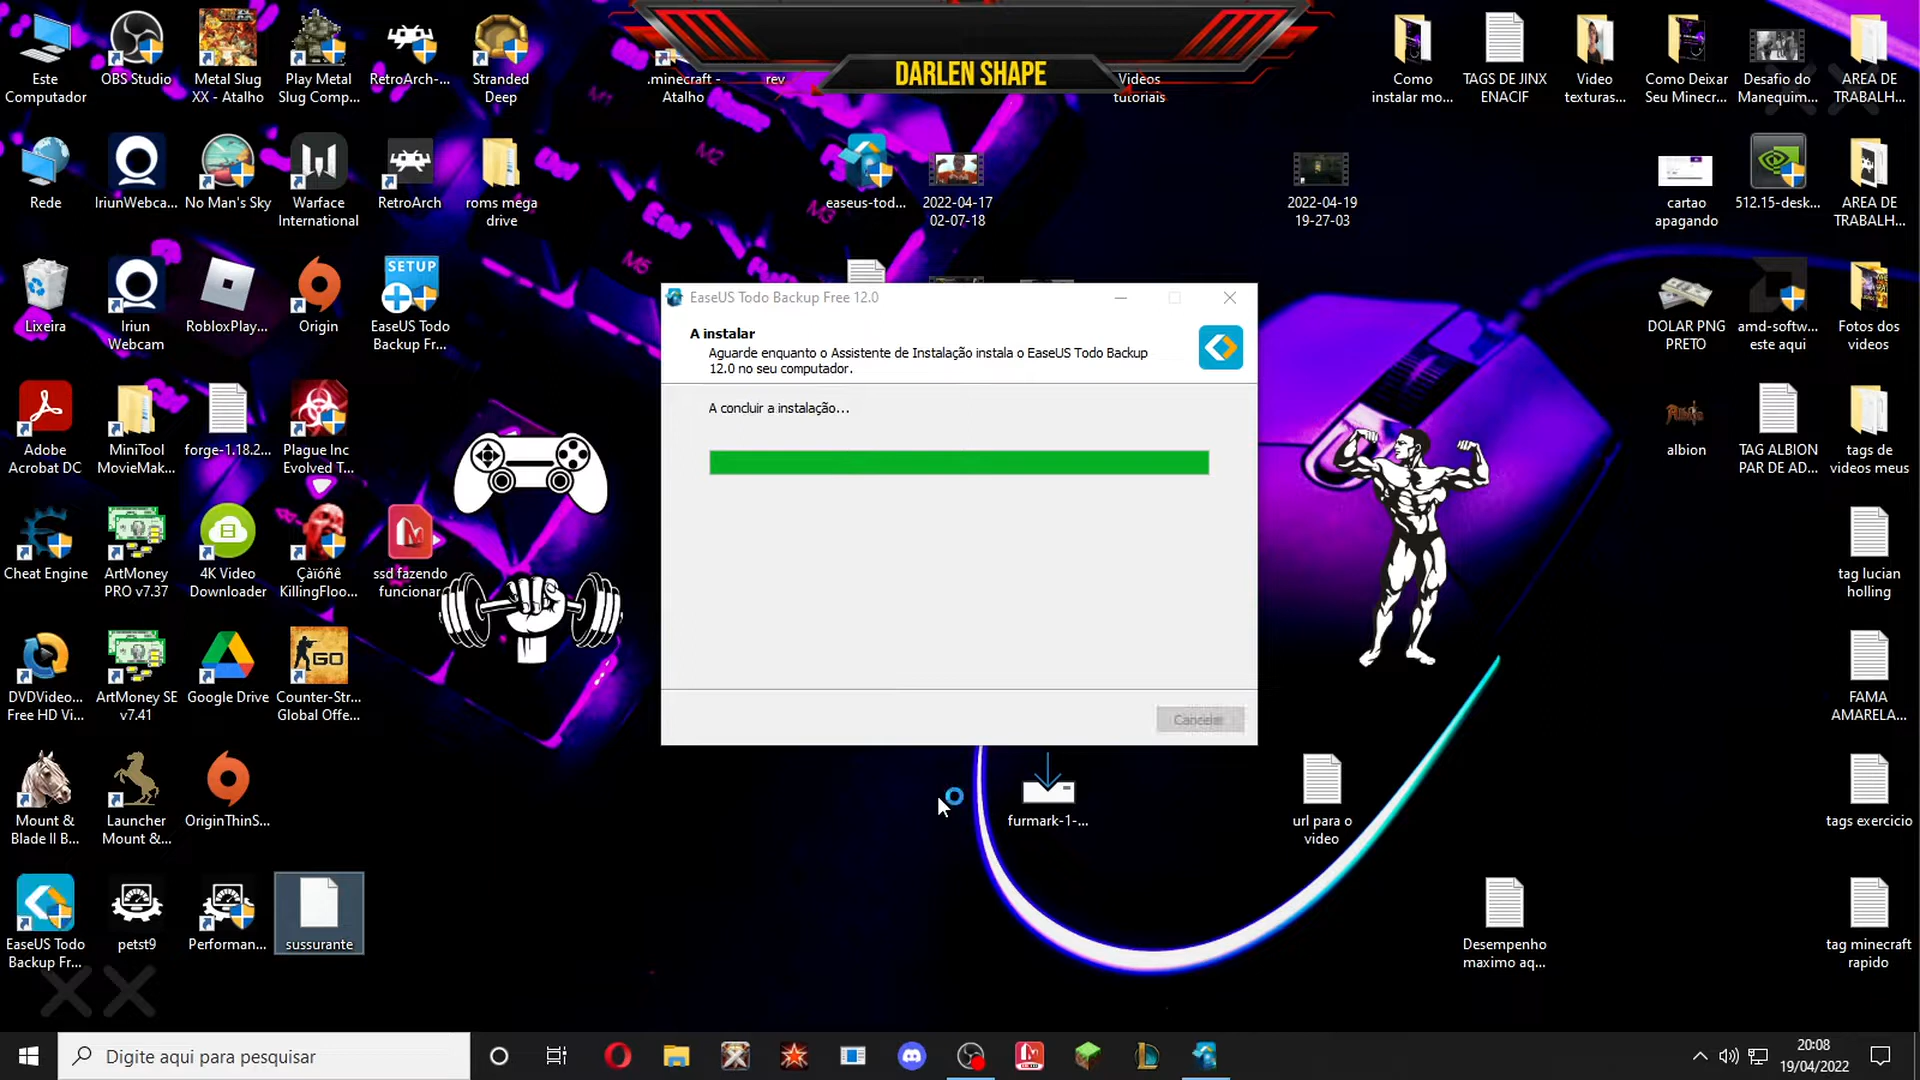 DARLEN SHAPE
Este
Computador
OBS Studio
Metal Slug
XX - Atalho
Play Metal
Slug Comp...
RetroArch-...
Stranded
Deep
.minecraft -
Atalho
rev
Videos
tutoriais
Como
instalar mo...
TAGS DE JINX
ENACIF
Video
texturas...
Como Deixar
Seu Minecr...
Desafio do
Manequim...
AREA DE
TRABALH...
Rede
IriunWebca...
No Man's Sky
Warface
International
RetroArch
roms mega
drive
easeus-tod...
2022-04-17
02-07-18
2022-04-19
19-27-03
cartao
apagando
512.15-desk...
AREA DE
TRABALH...
Lixeira
Iriun
Webcam
RobloxPlay...
Origin
SETUP
EaseUS Todo
Backup Fr...
DOLAR PNG
PRETO
amd-softw...
este aqui
Fotos dos
videos
EaseUS Todo Backup Free 12.0
A instalar
Aguarde enquanto o Assistente de Instalação instala o EaseUS Todo Backup
12.0 no seu computador.
A concluir a instalação...
Cancelar
Adobe
Acrobat DC
MiniTool
MovieMak...
forge-1.18.2...
Plague Inc
Evolved T...
albion
TAG ALBION
PAR DE AD...
tags de
videos meus
Cheat Engine
ArtMoney
PRO v7.37
4K Video
Downloader
Çàïóñê
KillingFloo...
ssd fazendo
funcionar
tag lucian
holling
DVDVideo...
Free HD Vi...
ArtMoney SE
v7.41
Google Drive
GO
Counter-Str...
Global Offe...
FAMA
AMARELA...
Mount &
Blade II B...
Launcher
Mount &...
OriginThinS...
furmark-1-...
url para o
video
tags exercicio
EaseUS Todo
Backup Fr...
petst9
Performan...
sussurante
Desempenho
maximo aq...
tag minecraft
rapido
Digite aqui para pesquisar
20:08
19/04/2022